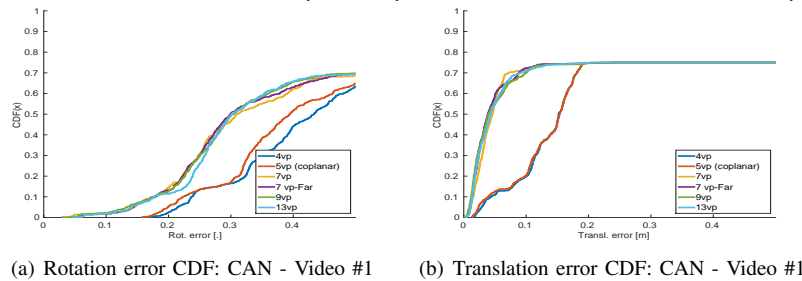 1
0.9
0.8
0.7
0.6
0.5
0.4
0.3
0.2
0.1
0
CDF(x)
0 0.1 0.2 0.3 0.4
Rot. error [.]
4vp
5vp (coplanar)
7vp
7 vp-Far
9vp
13vp
(a) Rotation error CDF: CAN - Video #1
1
0.9
0.8
0.7
0.6
0.5
0.4
0.3
0.2
0.1
0
CDF(x)
0 0.1 0.2 0.3 0.4
Transl. error [m]
4vp
5vp (coplanar)
7vp
7 vp-Far
9vp
13vp
(b) Translation error CDF: CAN - Video #1